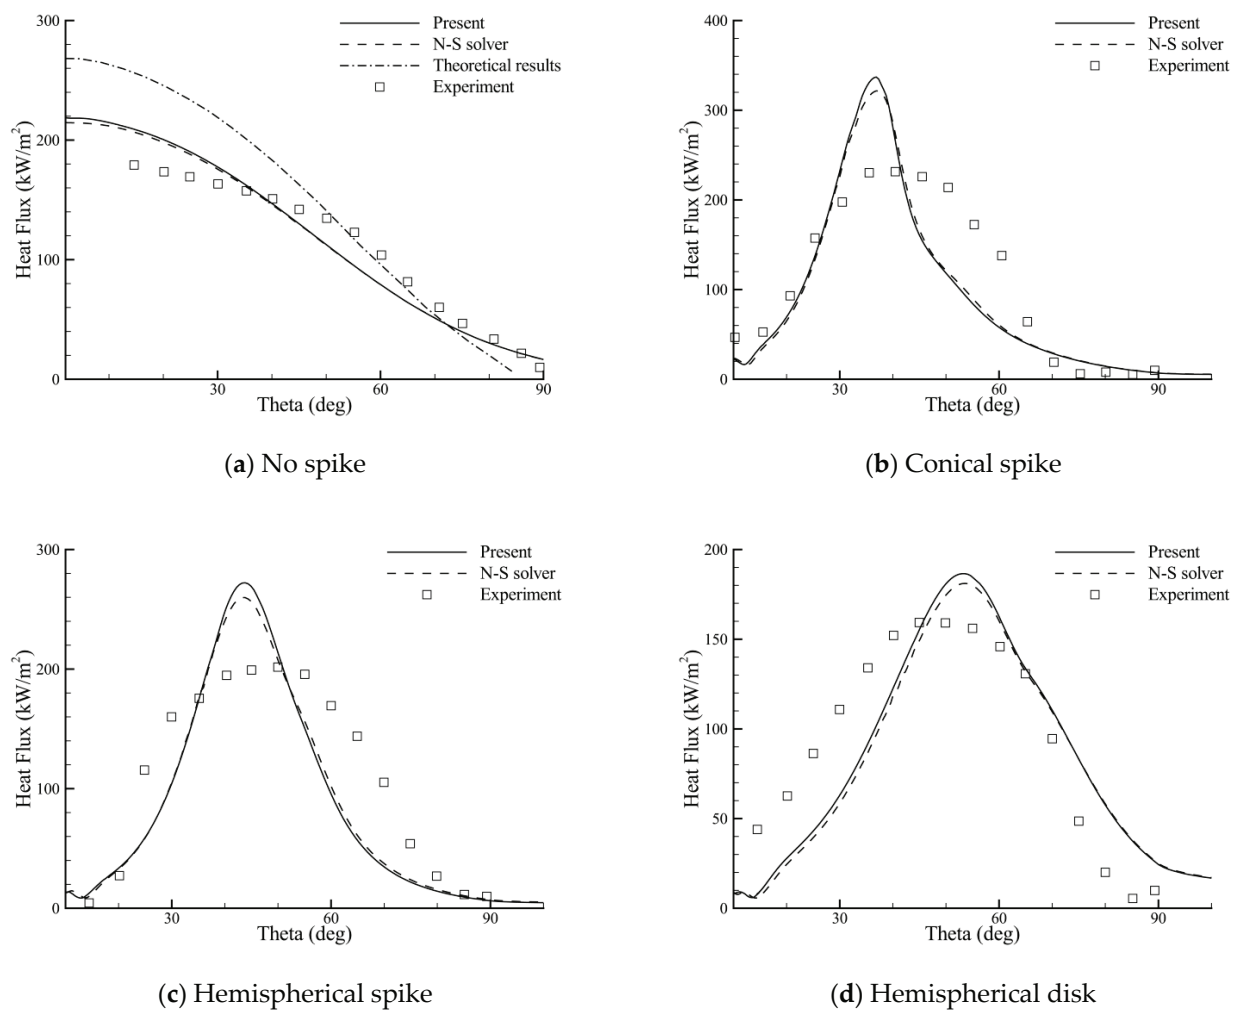 300
200
100
0
30
60
90
Heat Flux (kW/m²)
Theta (deg)
Present
N-S solver
Theoretical results
Experiment
(a) No spike
400
300
200
100
0
30
60
90
Heat Flux (kW/m²)
Theta (deg)
Present
N-S solver
Experiment
(b) Conical spike
300
200
100
0
30
60
90
Heat Flux (kW/m²)
Theta (deg)
Present
N-S solver
Experiment
(c) Hemispherical spike
200
150
100
50
0
30
60
90
Heat Flux (kW/m²)
Theta (deg)
Present
N-S solver
Experiment
(d) Hemispherical disk